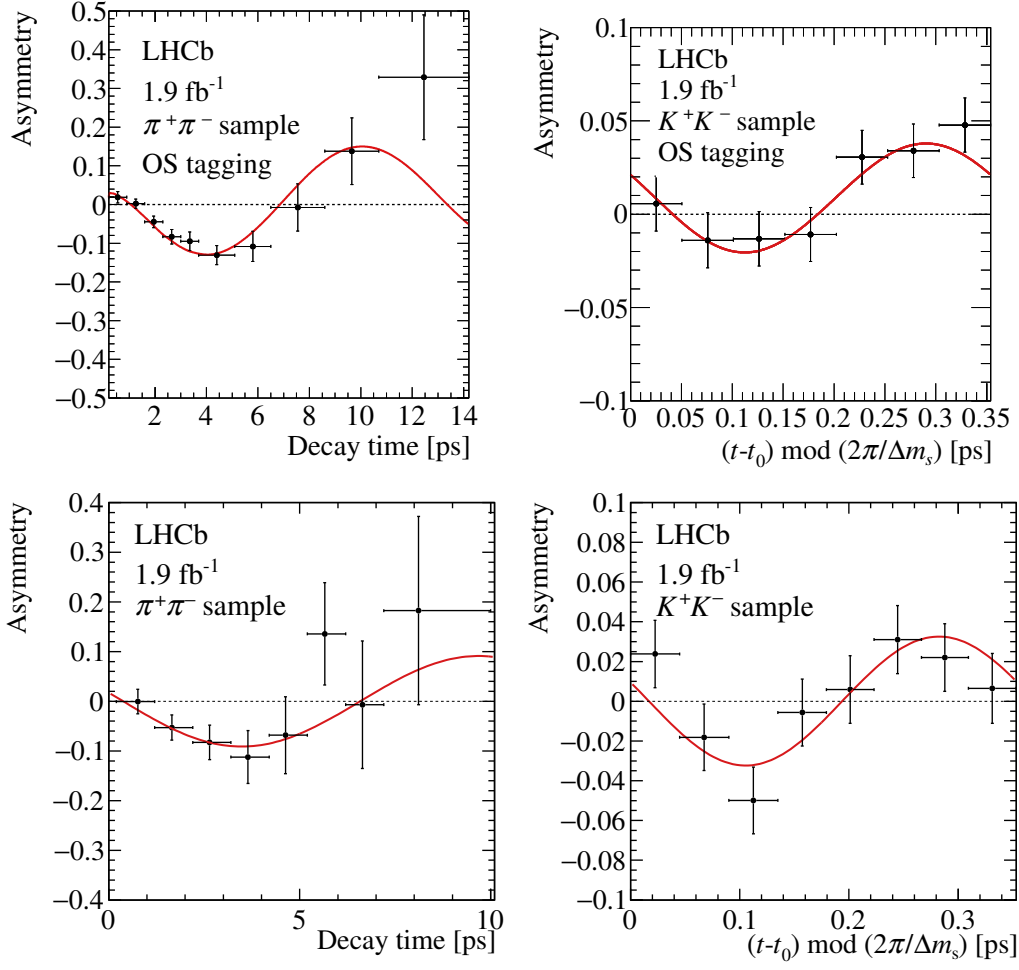 Asymmetry
0.5
0.4
0.3
0.2
0.1
0
−0.1
−0.2
−0.3
−0.4
−0.5
LHCb
1.9 fb⁻¹
π⁺π⁻ sample
OS tagging
2 4 6 8 10 12 14
Decay time [ps]
Asymmetry
0.1
0.05
0
−0.05
−0.1
LHCb
1.9 fb⁻¹
K⁺K⁻ sample
OS tagging
0 0.05 0.1 0.15 0.2 0.25 0.3 0.35
(t-t₀) mod (2π/Δmₛ) [ps]
Asymmetry
0.4
0.3
0.2
0.1
0
−0.1
−0.2
−0.3
−0.4
LHCb
1.9 fb⁻¹
π⁺π⁻ sample
0 5 10
Decay time [ps]
Asymmetry
0.1
0.08
0.06
0.04
0.02
0
−0.02
−0.04
−0.06
−0.08
−0.1
LHCb
1.9 fb⁻¹
K⁺K⁻ sample
0 0.1 0.2 0.3
(t-t₀) mod (2π/Δmₛ) [ps]